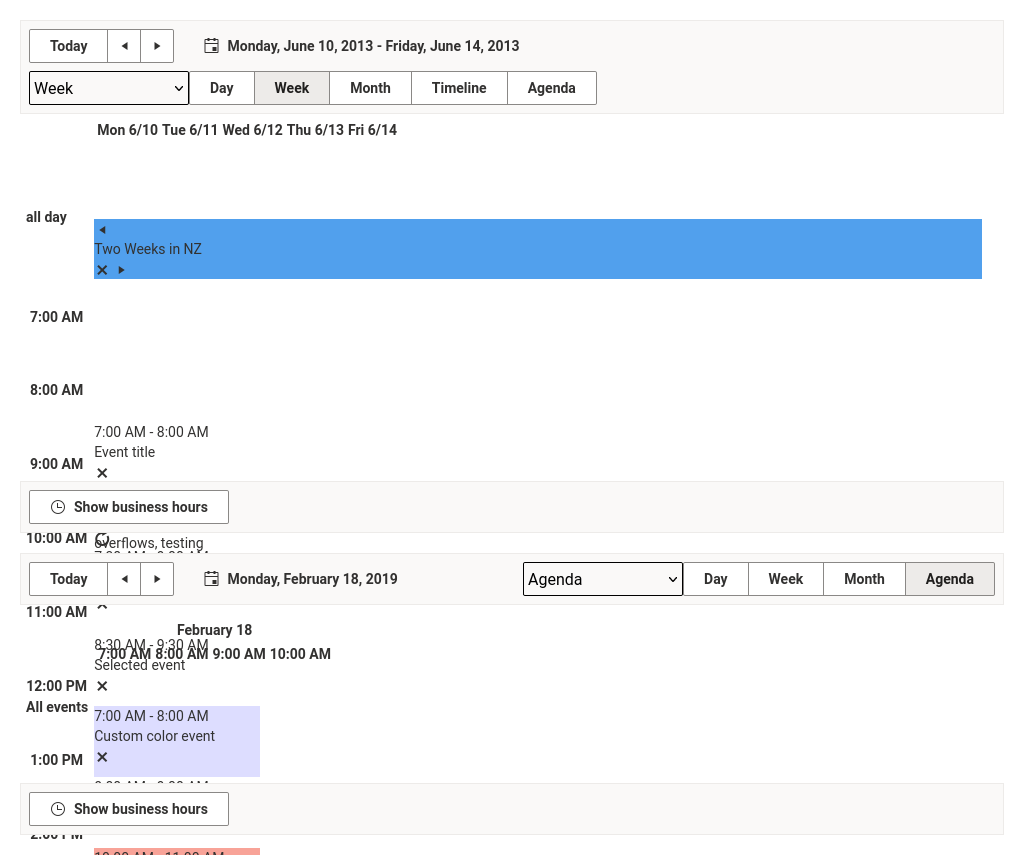 Today
Monday, June 10, 2013 - Friday, June 14, 2013
Week
Day Week Month Timeline Agenda
Mon 6/10 Tue 6/11 Wed 6/12 Thu 6/13 Fri 6/14
all day
Two Weeks in NZ
7:00 AM
8:00 AM
7:00 AM - 8:00 AM
Event title
9:00 AM
Show business hours
10:00 AM
overflows, testing
Today
Monday, February 18, 2019
Agenda
Day Week Month Agenda
11:00 AM
February 18
8:30 AM - 9:30 AM
7:00 AM 8:00 AM 9:00 AM 10:00 AM
Selected event
12:00 PM
All events
7:00 AM - 8:00 AM
Custom color event
1:00 PM
Show business hours
2:00 PM